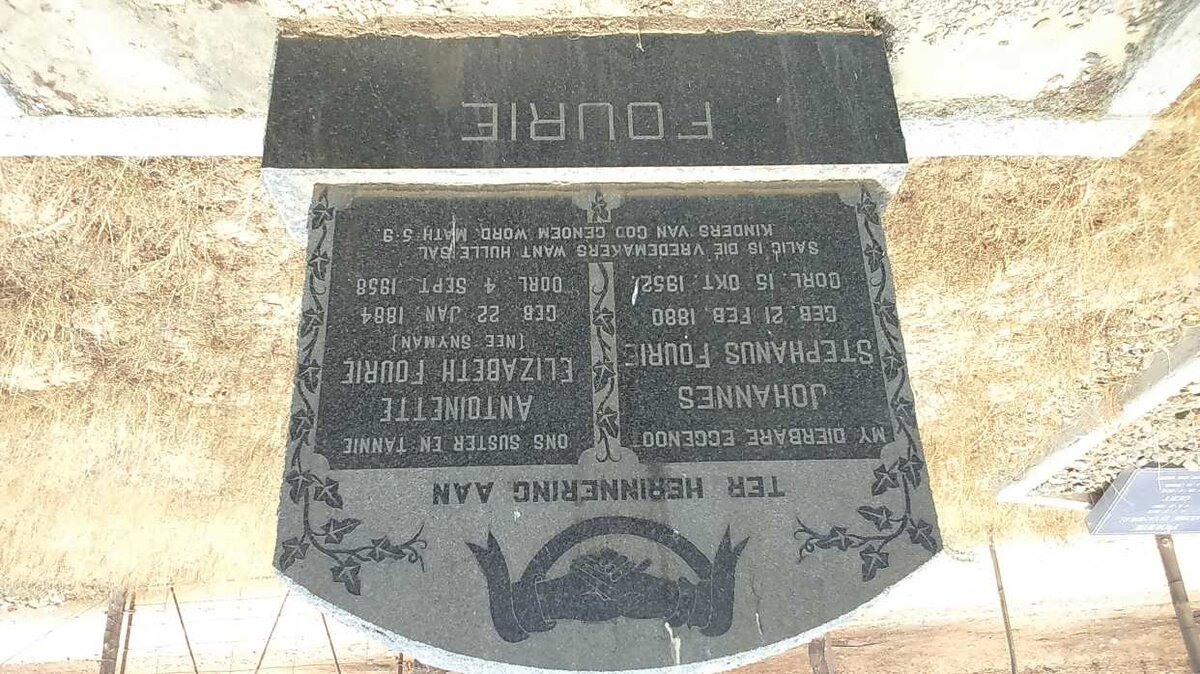 TER HERINNERING AAN
MY DIERBARE EGGENOOT
JOHANNES
STEPHANUS FOURIE
GEB. 21 FEB. 1880
OORL. 15 OKT. 1952
ONS SUSTER EN TANNIE
ANTOINETTE
ELIZABETH FOURIE
(NEE SNYMAN)
GEB. 22 JAN. 1884
OORL. 4 SEPT. 1958
SALIG IS DIE VREDEMAKERS WANT HULLE SAL
KINDERS VAN GOD GENOEM WORD. MATH 5.9.
FOURIE